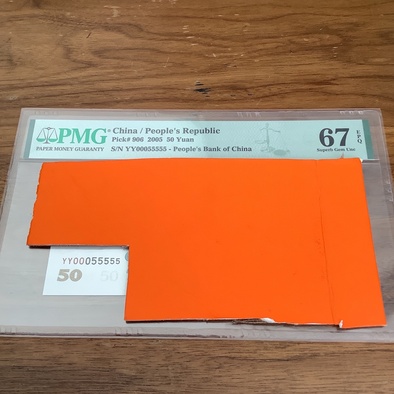 PMG® China / People's Republic 67 EPQ
Pick# 906 2005 50 Yuan
PAPER MONEY GUARANTY S/N YY00055555 - People's Bank of China Superb Gem Unc
YY00055555
50 50